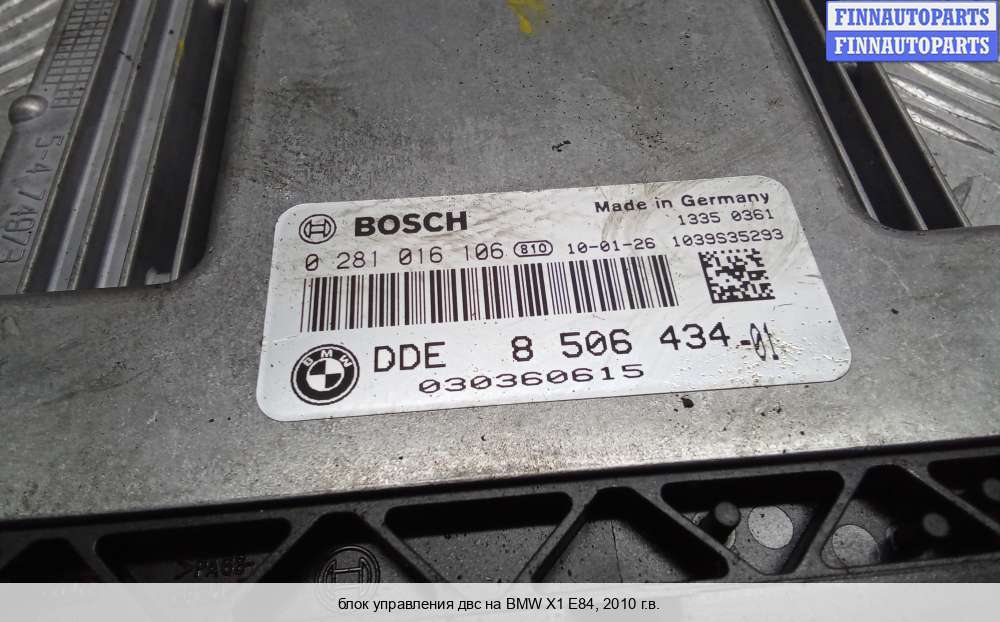 FINNAUTOPARTS
FINNAUTOPARTS
BOSCH
Made in Germany
1335 0361
0 281 016 106 810 10-01-26 1039S35293
BMW
DDE 8 506 434-01
030360615
блок управления двс на BMW X1 E84, 2010 г.в.